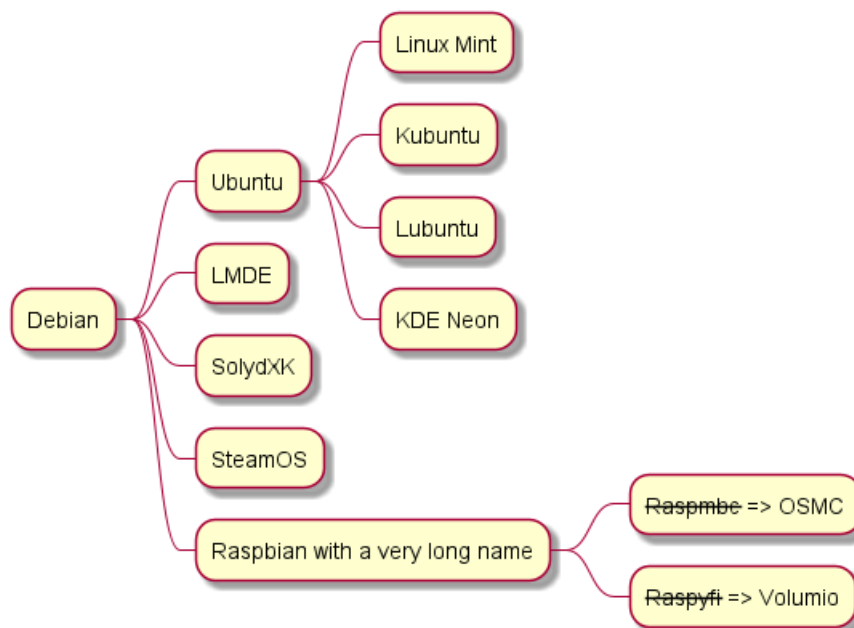 Linux Mint
Kubuntu
Ubuntu
Lubuntu
LMDE
KDE Neon
Debian
SolydXK
SteamOS
Raspmbc => OSMC
Raspbian with a very long name
Raspyfi => Volumio